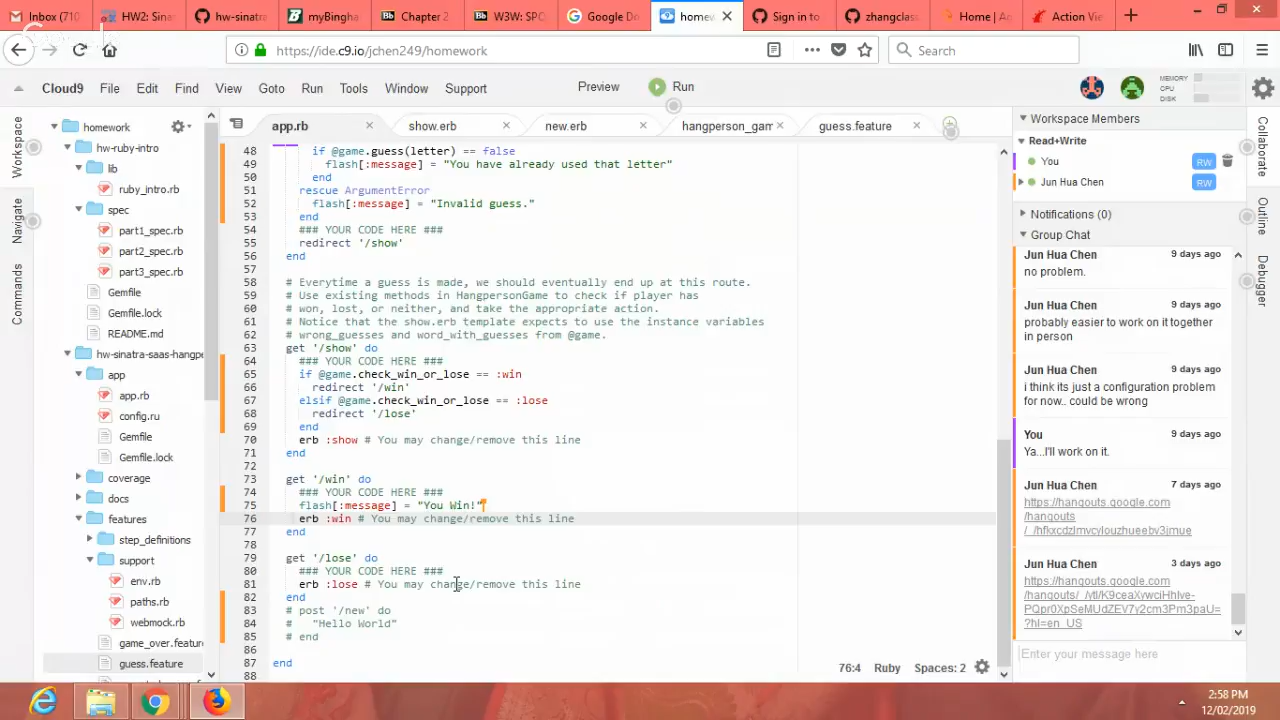 Inbox (710
HW2: Sina
hw-sinatra
myBingha
Chapter 2
W3W: SPO
Google Do
homew
Sign in to
zhangclass
Home | A
Action Vie
https://ide.c9.io/jchen249/homework
Search
Cloud9 File Edit Find View Goto Run Tools Window Support Preview Run
MEMORY
CPU
DISK
Workspace
Navigate
Commands
homework
hw-ruby-intro
lib
ruby_intro.rb
spec
part1_spec.rb
part2_spec.rb
part3_spec.rb
Gemfile
Gemfile.lock
README.md
hw-sinatra-saas-hangpe
app
app.rb
config.ru
Gemfile
Gemfile.lock
coverage
docs
features
step_definitions
support
env.rb
paths.rb
webmock.rb
game_over.feature
guess.feature
app.rb show.erb new.erb hangperson_gam guess.feature
48 if @game.guess(letter) == false
49 flash[:message] = "You have already used that letter"
50 end
51 rescue ArgumentError
52 flash[:message] = "Invalid guess."
53 end
54 ### YOUR CODE HERE ###
55 redirect '/show'
56 end
57
58 # Everytime a guess is made, we should eventually end up at this route.
59 # Use existing methods in HangpersonGame to check if player has
60 # won, lost, or neither, and take the appropriate action.
61 # Notice that the show.erb template expects to use the instance variables
62 # wrong_guesses and word_with_guesses from @game.
63 get '/show' do
64 ### YOUR CODE HERE ###
65 if @game.check_win_or_lose == :win
66 redirect '/win'
67 elsif @game.check_win_or_lose == :lose
68 redirect '/lose'
69 end
70 erb :show # You may change/remove this line
71 end
72
73 get '/win' do
74 ### YOUR CODE HERE ###
75 flash[:message] = "You Win!"
76 erb :win # You may change/remove this line
77 end
78
79 get '/lose' do
80 ### YOUR CODE HERE ###
81 erb :lose # You may change/remove this line
82 end
83 # post '/new' do
84 # "Hello World"
85 # end
86
87 end
88
76:4 Ruby Spaces: 2
Workspace Members
Read+Write
You RW
Jun Hua Chen RW
Notifications (0)
Group Chat
Jun Hua Chen 9 days ago
no problem.
Jun Hua Chen 9 days ago
probably easier to work on it together
in person
Jun Hua Chen 9 days ago
i think its just a configuration problem
for now.. could be wrong
You 9 days ago
Ya...I'll work on it.
Jun Hua Chen 7 days ago
https://hangouts.google.com
/hangouts
Jun Hua Chen 3 days ago
https://hangouts.google.com
?hl=en_US
Enter your message here
Collaborate
Outline
Debugger
2:58 PM
12/02/2019